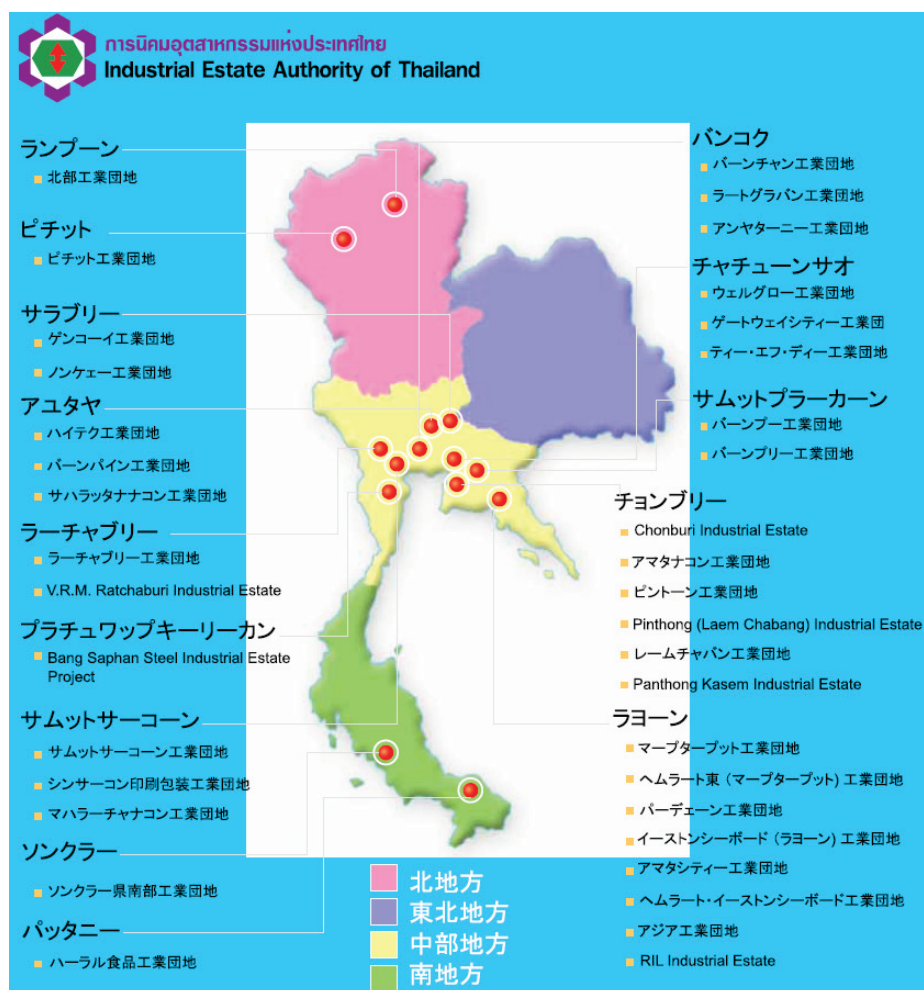 การนิคมอุตสาหกรรมแห่งประเทศไทย
Industrial Estate Authority of Thailand
ランプーン
北部工業団地
ピチット
ピチット工業団地
サラブリー
ゲンコーイ工業団地
ノンケェー工業団地
アユタヤ
ハイテク工業団地
バーンパイン工業団地
サハラッタナナコン工業団地
ラーチャブリー
ラーチャブリー工業団地
V.R.M. Ratchaburi Industrial Estate
プラチュワップキーリーカン
Bang Saphan Steel Industrial Estate
Project
サムットサーコーン
サムットサーコーン工業団地
シンサーコン印刷包装工業団地
マハラーチャナコン工業団地
ソンクラー
ソンクラー県南部工業団地
パッタニー
ハーラル食品工業団地
北地方
東北地方
中部地方
南地方
バンコク
バーンチャン工業団地
ラートグラバン工業団地
アンヤターニー工業団地
チャチューンサオ
ウェルグロー工業団地
ゲートウェイシティー工業団
ティー・エフ・ディー工業団地
サムットプラーカーン
バーンプー工業団地
バーンプリー工業団地
チョンブリー
Chonburi Industrial Estate
アマタナコン工業団地
ピントーン工業団地
Pinthong (Laem Chabang) Industrial Estate
レームチャバン工業団地
Panthong Kasem Industrial Estate
ラヨーン
マープタープット工業団地
ヘムラート東 (マープタープット) 工業団地
パーデェーン工業団地
イーストンシーボード (ラヨーン) 工業団地
アマタシティー工業団地
ヘムラート・イーストンシーボード工業団地
アジア工業団地
RIL Industrial Estate